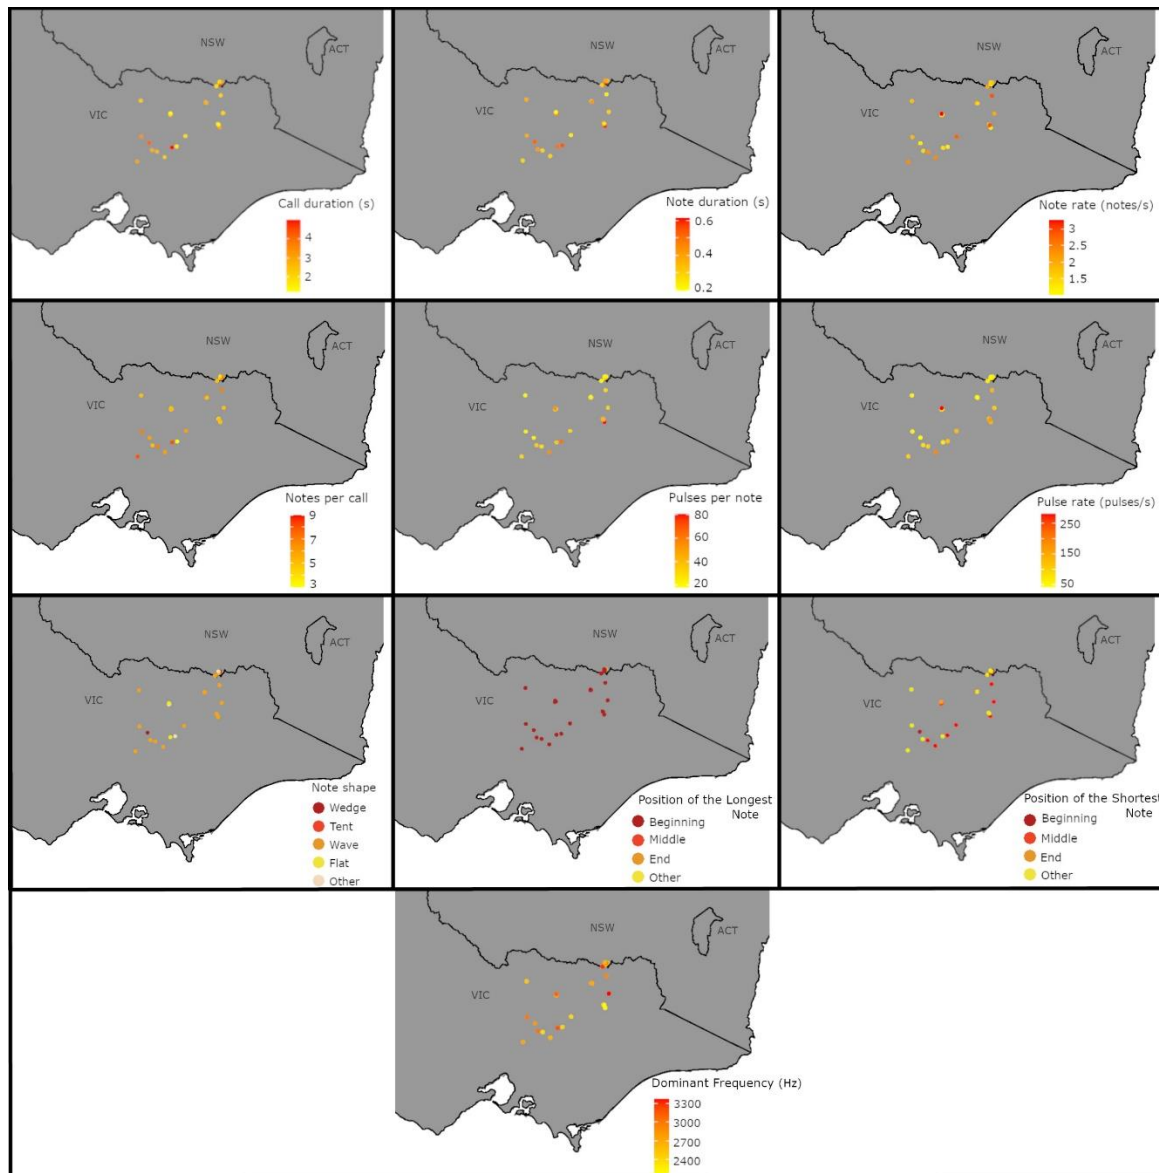 NSW
ACT
VIC
Call duration (s)
4
3
2
NSW
ACT
VIC
Note duration (s)
0.6
0.4
0.2
NSW
ACT
VIC
Note rate (notes/s)
3
2
1.5
NSW
ACT
VIC
Notes per call
9
7
5
3
NSW
ACT
VIC
Pulses per note
80
60
40
20
NSW
ACT
VIC
Pulse rate (pulses/s)
250
150
50
NSW
ACT
VIC
Note shape
Wedge
Tent
Wave
Flat
Other
NSW
ACT
VIC
Position of the Longest
Note
Beginning
Middle
End
Other
NSW
ACT
VIC
Position of the Shortest
Note
Beginning
Middle
End
Other
NSW
ACT
VIC
Dominant Frequency (Hz)
3300
3000
2700
2400